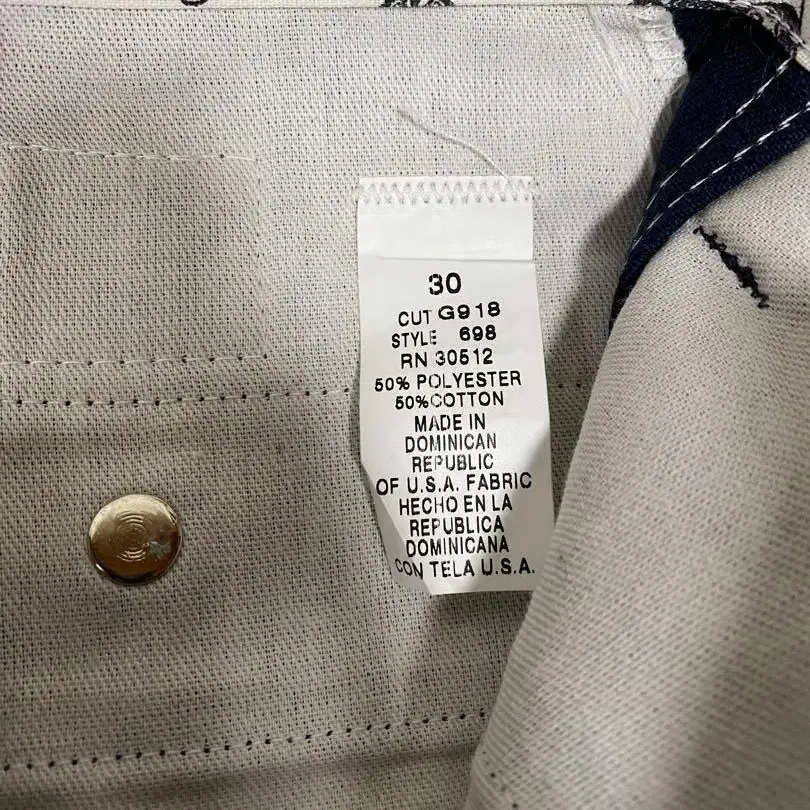 30
CUT G918
STYLE 698
RN 30512
50% POLYESTER
50%COTTON
MADE IN
DOMINICAN
REPUBLIC
OF U.S.A. FABRIC
HECHO EN LA
REPUBLICA
DOMINICANA
CON TELA U.S.A.